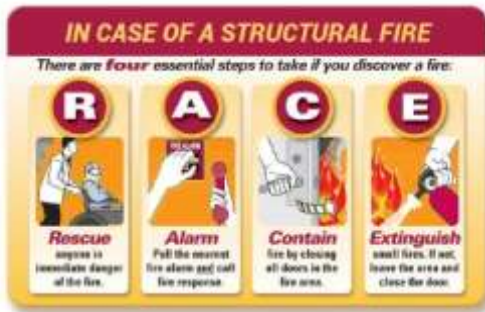 IN CASE OF A STRUCTURAL FIRE
There are four essential steps to take if you discover a fire:
R
A
C
E
Rescue
anyone in
immediate danger
of the fire.
Alarm
Pull the nearest
fire alarm and call
fire response.
Contain
fire by closing
all doors in the
fire area.
Extinguish
small fires. If not,
leave the area and
close the door.